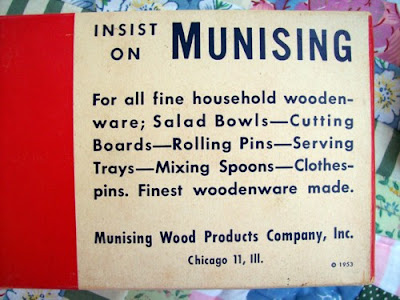 INSIST ON MUNISING
For all fine household wooden-
ware; Salad Bowls—Cutting
Boards—Rolling Pins—Serving
Trays—Mixing Spoons—Clothes-
pins. Finest woodenware made.
Munising Wood Products Company, Inc.
Chicago 11, Ill.
© 1953